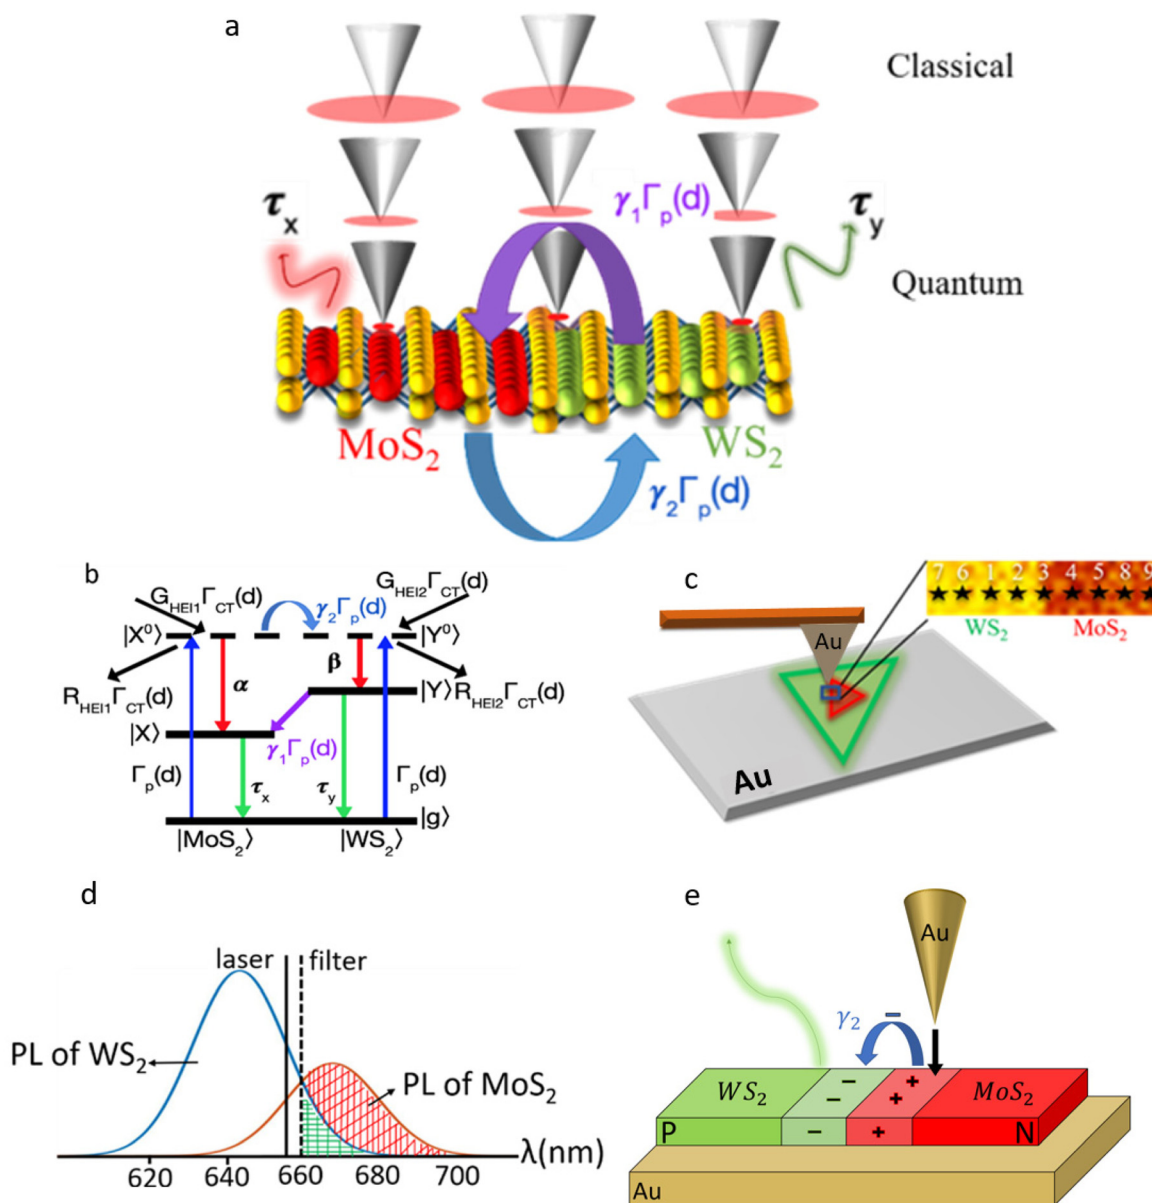 a
Classical
τx
γ1Γp(d)
τy
Quantum
MoS2
WS2
γ2Γp(d)
b
GHEI1ΓCT(d)
GHEI2ΓCT(d)
γ2Γp(d)
|X⁰⟩
|Y⁰⟩
β
α
RHEI1ΓCT(d)
|Y⟩
RHEI2ΓCT(d)
|X⟩
γ1Γp(d)
Γp(d)
τx
τy
Γp(d)
|g⟩
|MoS2⟩
|WS2⟩
c
7 6 1 2 3 4 5 8 9
WS2
MoS2
Au
Au
d
laser
filter
PL of WS2
PL of MoS2
λ(nm)
620 640 660 680 700
e
Au
γ2
−
WS2
− + MoS2
− +
P − + N
Au